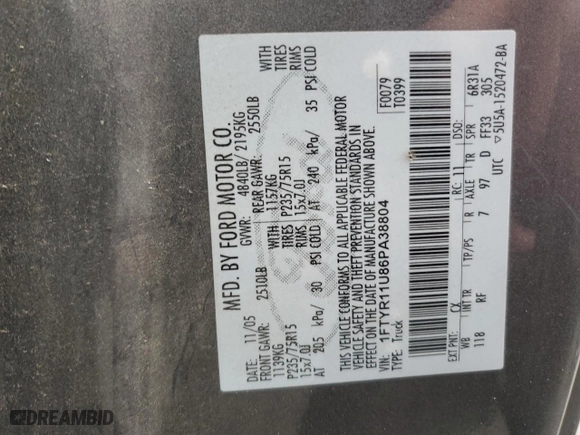 MFD. BY FORD MOTOR CO.
DATE: 11/05 GVWR: 4840LB/ 2195KG
FRONT GAWR: 2510LB REAR GAWR: 2550LB
1139KG WITH 1157KG WITH
P235/75R15 TIRES P235/75R15 TIRES
15x7.0J RIMS 15x7.0J RIMS
AT 205 kPa/ 30 PSI COLD AT 240 kPa/ 35 PSI COLD
THIS VEHICLE CONFORMS TO ALL APPLICABLE FEDERAL MOTOR
VEHICLE SAFETY AND THEFT PREVENTION STANDARDS IN
EFFECT ON THE DATE OF MANUFACTURE SHOWN ABOVE.
VIN: 1FTYR11U86PA38804 F0079
TYPE: Truck T0399
EXT PNT: CX RC: 11 DSO:
WB INT TR TP/PS R AXLE TR SPR
118 RF 7 97 D FF33 6R31A
305
UTC ▽5U5A-1520472-BA
DREAMBID